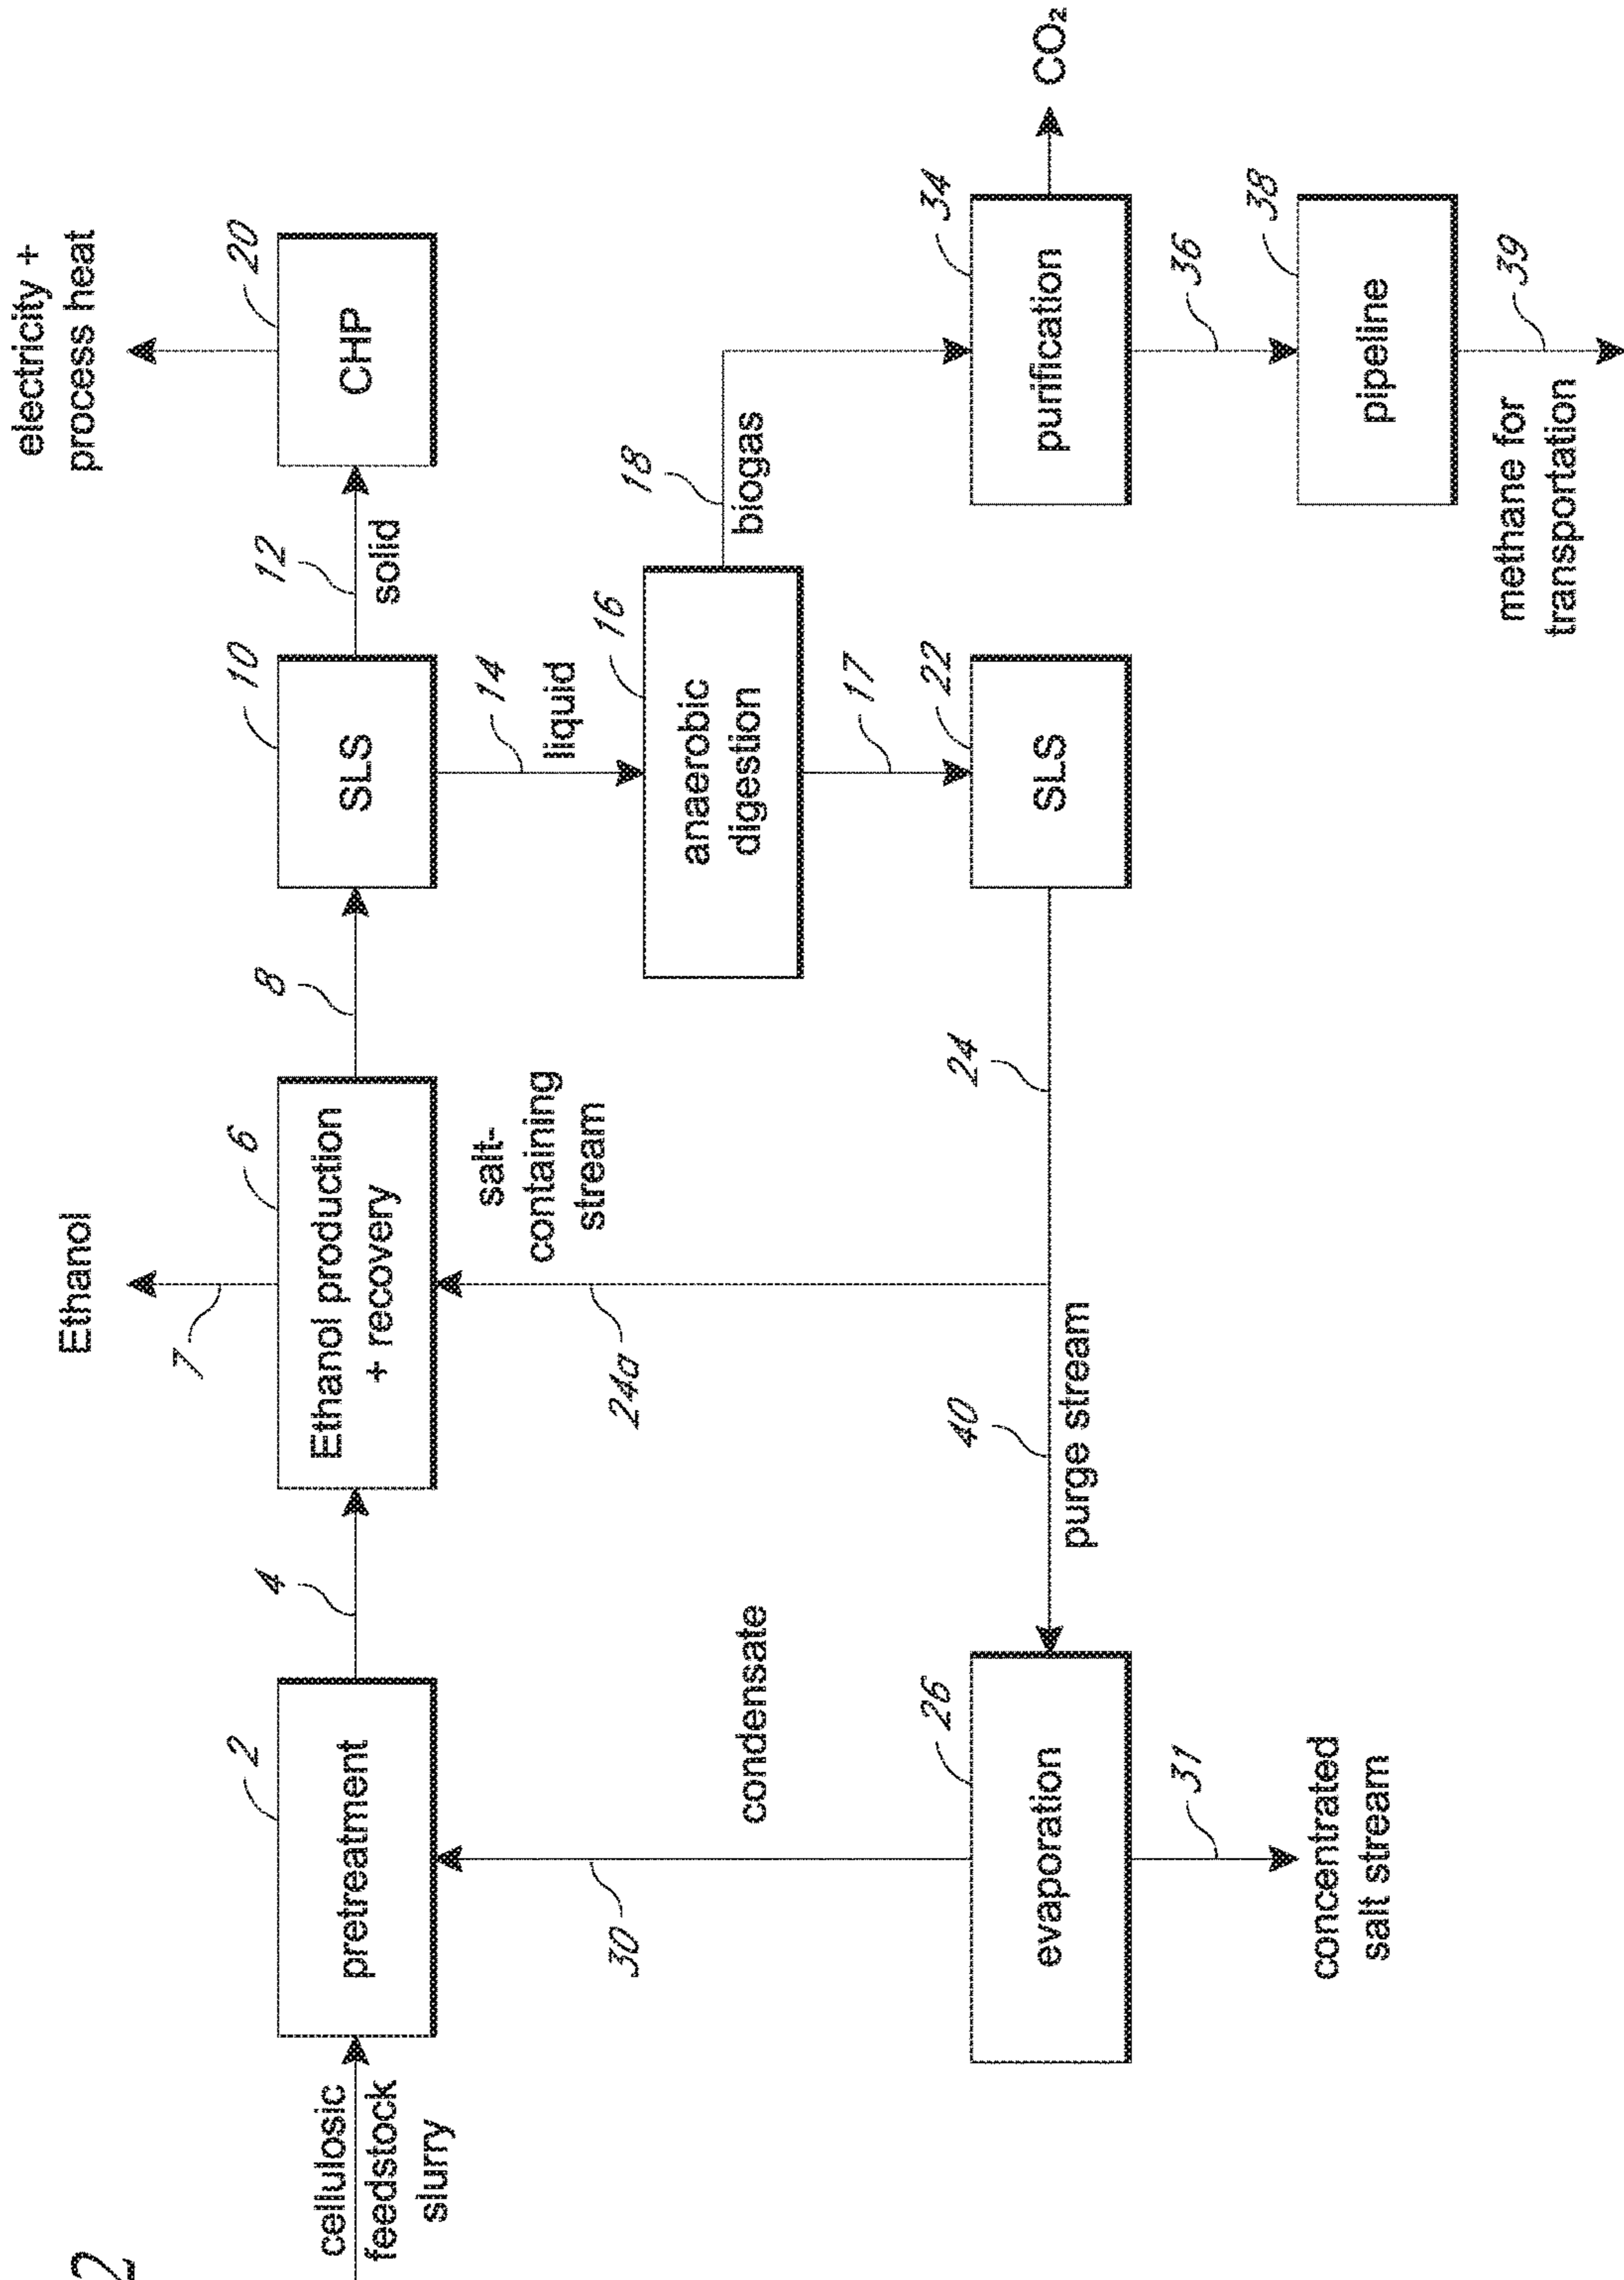 2
Ethanol
electricity +
process heat
7
2
4
6
8
10
12
20
cellulosic
feedstock
slurry
pretreatment
Ethanol production
+ recovery
SLS
solid
CHP
salt-
containing
stream
14
liquid
30
24a
16
18
condensate
anaerobic
digestion
biogas
17
26
40
24
22
34
evaporation
purge stream
SLS
purification
CO₂
31
36
38
concentrated
salt stream
pipeline
methane for
transportation
39